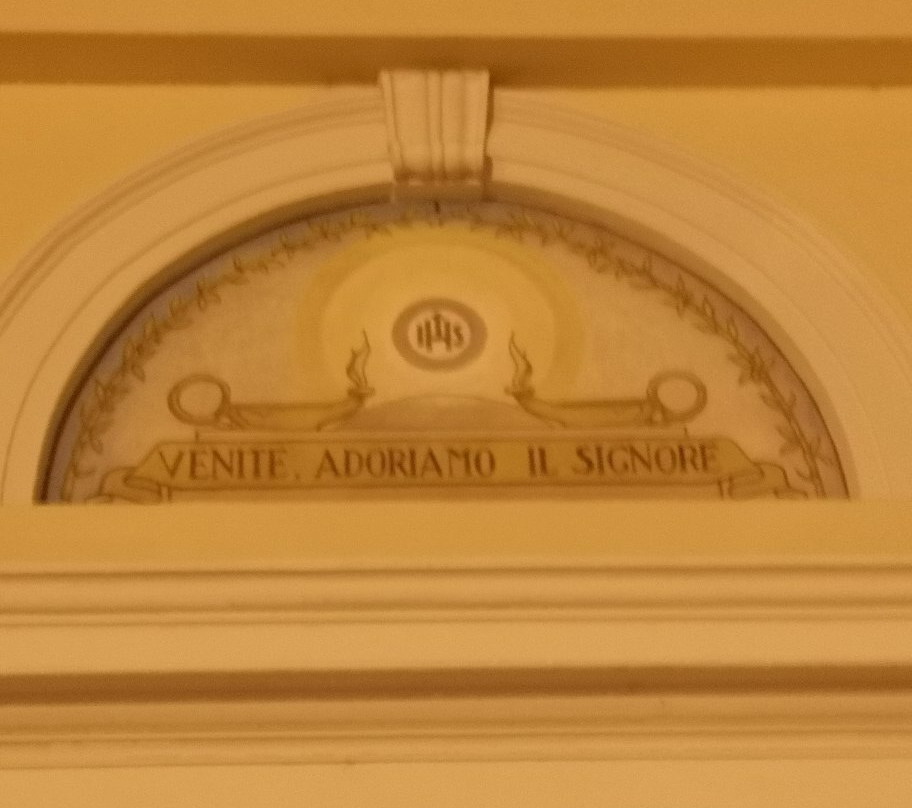 IHS
VENITE, ADORIAMO IL SIGNORE